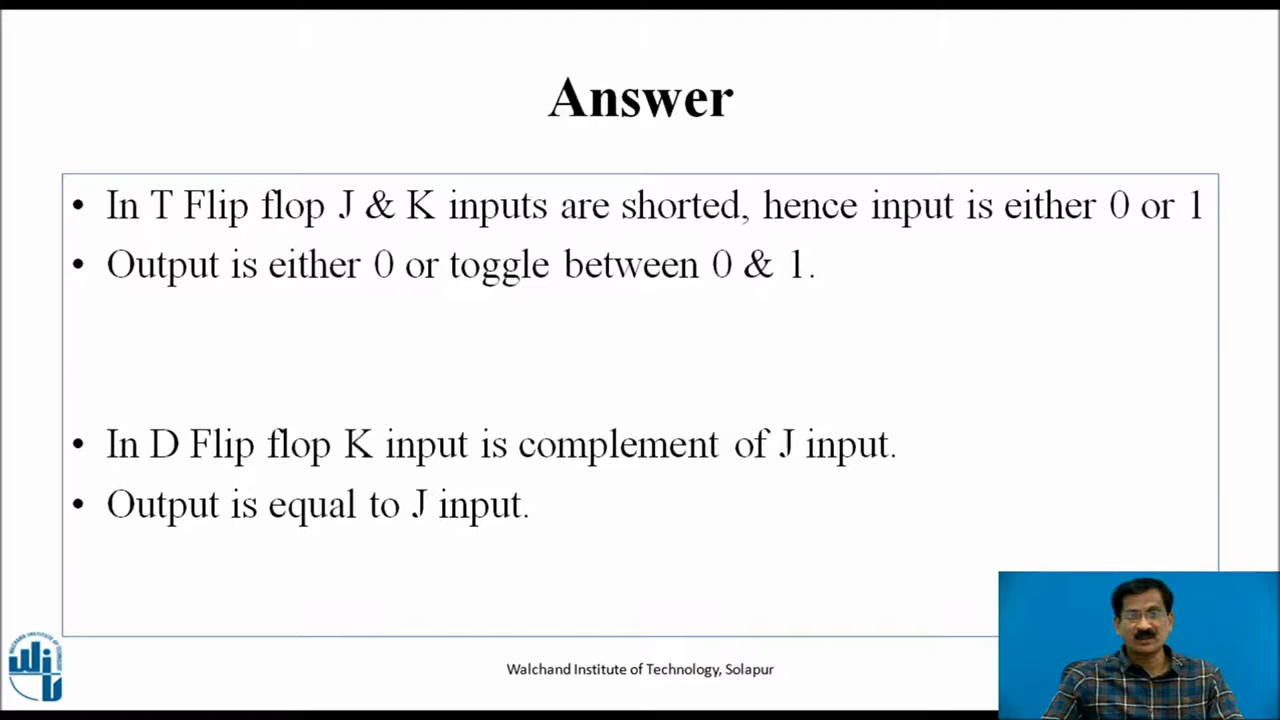 Answer
• In T Flip flop J & K inputs are shorted, hence input is either 0 or 1
• Output is either 0 or toggle between 0 & 1.
• In D Flip flop K input is complement of J input.
• Output is equal to J input.
Walchand Institute of Technology, Solapur